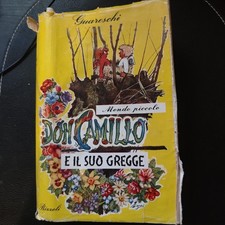 Guareschi
Mondo piccolo
DON CAMILLO
E IL SUO GREGGE
Rizzoli